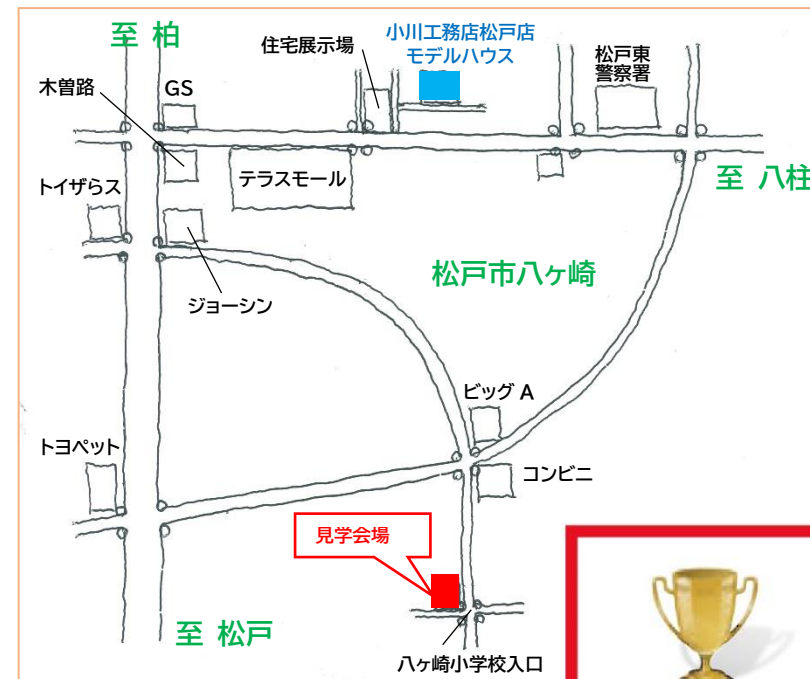 至 柏
住宅展示場
小川工務店松戸店
モデルハウス
松戸東
警察署
木曽路
GS
トイザらス
テラスモール
至 八柱
ジョーシン
松戸市八ヶ崎
ビッグ A
トヨペット
コンビニ
見学会場
至 松戸
八ヶ崎小学校入口